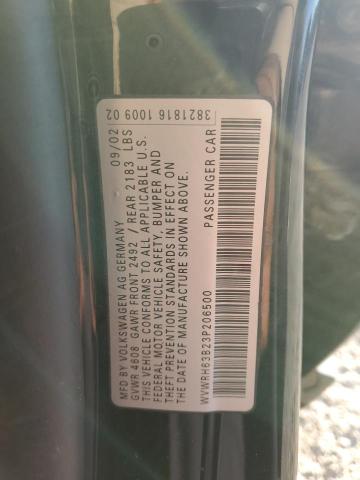 3821816 1009 02
MFD BY VOLKSWAGEN AG GERMANY 09/02
GVWR 4608 GAWR FRONT 2492 / REAR 2183 LBS
THIS VEHICLE CONFORMS TO ALL APPLICABLE U.S.
FEDERAL MOTOR VEHICLE SAFETY, BUMPER AND
THEFT PREVENTION STANDARDS IN EFFECT ON
THE DATE OF MANUFACTURE SHOWN ABOVE.
WVWRH63B23P206500 PASSENGER CAR